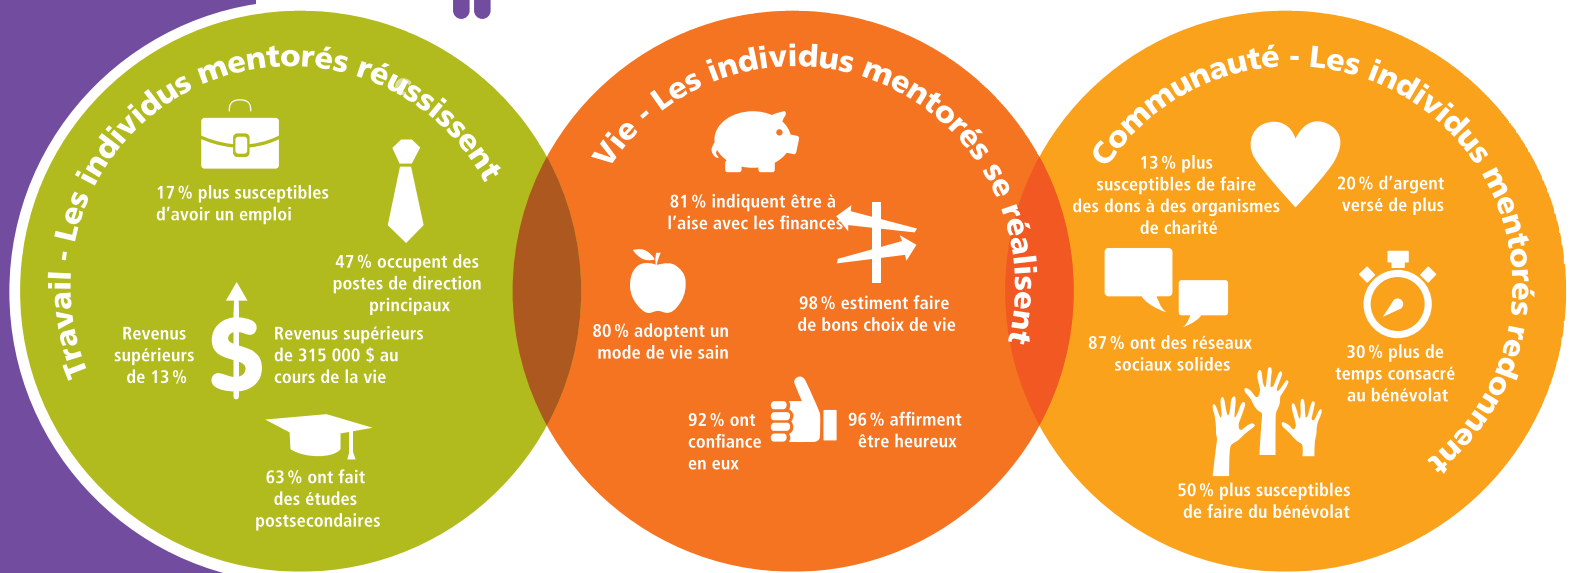 Travail - Les individus mentorés réussissent
17 % plus susceptibles
d’avoir un emploi
47 % occupent des
postes de direction
principaux
Revenus
supérieurs
de 13 %
Revenus supérieurs
de 315 000 $ au
cours de la vie
63 % ont fait
des études
postsecondaires
Vie - Les individus mentorés se réalisent
81 % indiquent être à
l’aise avec les finances
98 % estiment faire
de bons choix de vie
80 % adoptent un
mode de vie sain
92 % ont
confiance
en eux
96 % affirment
être heureux
Communauté - Les individus mentorés redonnent
13 % plus
susceptibles de faire
des dons à des organismes
de charité
20 % d’argent
versé de plus
87 % ont des réseaux
sociaux solides
30 % plus de
temps consacré
au bénévolat
50 % plus susceptibles
de faire du bénévolat